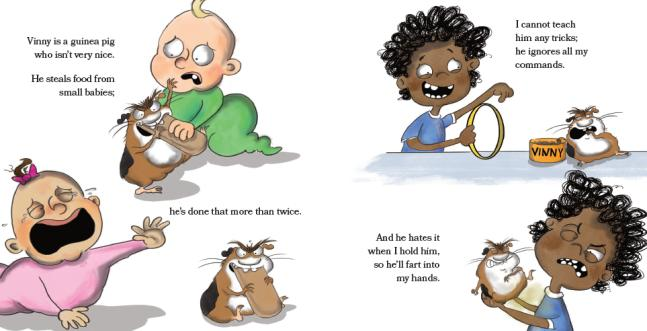 Vinny is a guinea pig
who isn't very nice.
He steals food from
small babies;
he's done that more than twice.
I cannot teach
him any tricks;
he ignores all my
commands.
VINNY
And he hates it
when I hold him,
so he'll fart into
my hands.